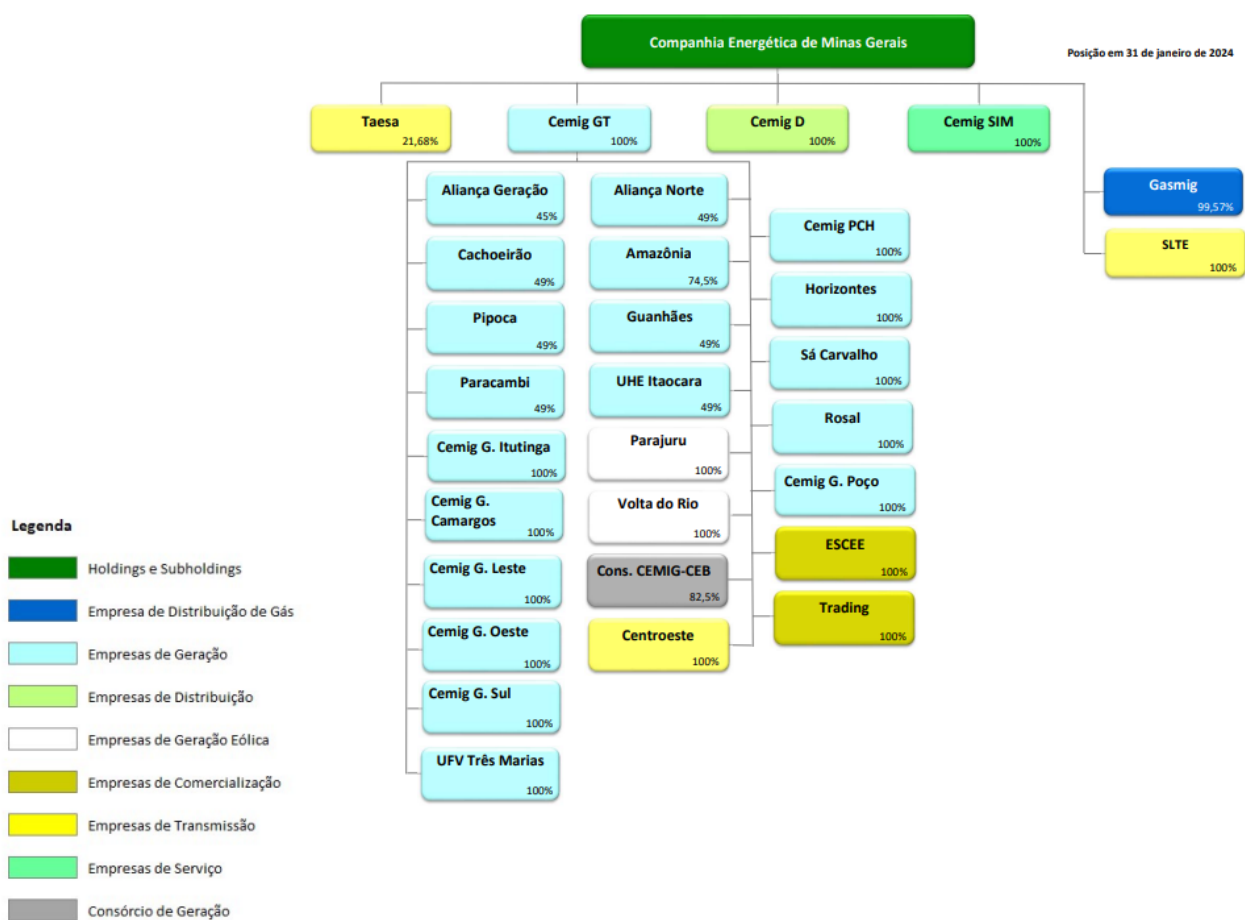 Companhia Energética de Minas Gerais
Posição em 31 de janeiro de 2024
Taesa
21,68%
Cemig GT
100%
Cemig D
100%
Cemig SIM
100%
Gasmig
99,57%
SLTE
100%
Aliança Geração
45%
Cachoeirão
49%
Pipoca
49%
Paracambi
49%
Cemig G. Itutinga
100%
Cemig G.
Camargos
100%
Cemig G. Leste
100%
Cemig G. Oeste
100%
Cemig G. Sul
100%
UFV Três Marias
100%
Aliança Norte
49%
Amazônia
74,5%
Guanhães
49%
UHE Itaocara
49%
Parajuru
100%
Volta do Rio
100%
Cons. CEMIG-CEB
82,5%
Centroeste
100%
Cemig PCH
100%
Horizontes
100%
Sá Carvalho
100%
Rosal
100%
Cemig G. Poço
100%
ESCEE
100%
Trading
100%
Legenda
Holdings e Subholdings
Empresa de Distribuição de Gás
Empresas de Geração
Empresas de Distribuição
Empresas de Geração Eólica
Empresas de Comercialização
Empresas de Transmissão
Empresas de Serviço
Consórcio de Geração